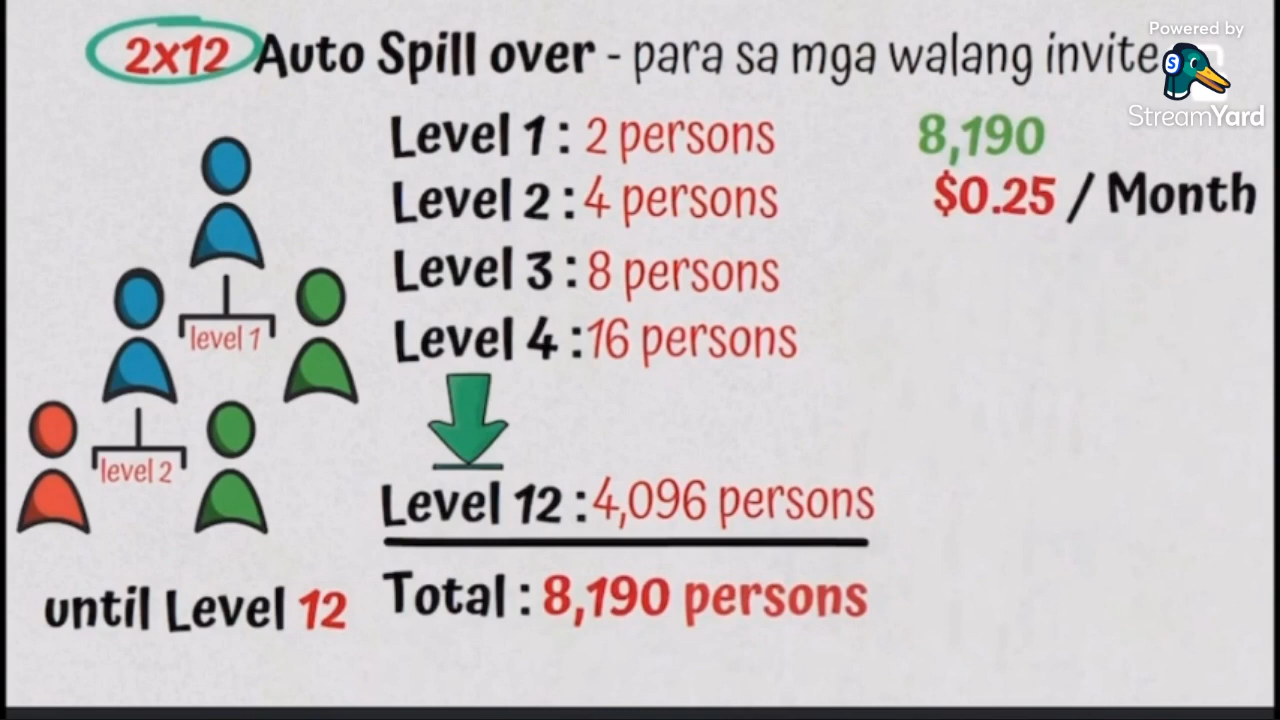 2x12 Auto Spill over - para sa mga walang invite
Powered by
StreamYard
Level 1 : 2 persons
Level 2 : 4 persons
Level 3 : 8 persons
Level 4 : 16 persons
Level 12 : 4,096 persons
Total : 8,190 persons
8,190
$0.25 / Month
level 1
level 2
until Level 12